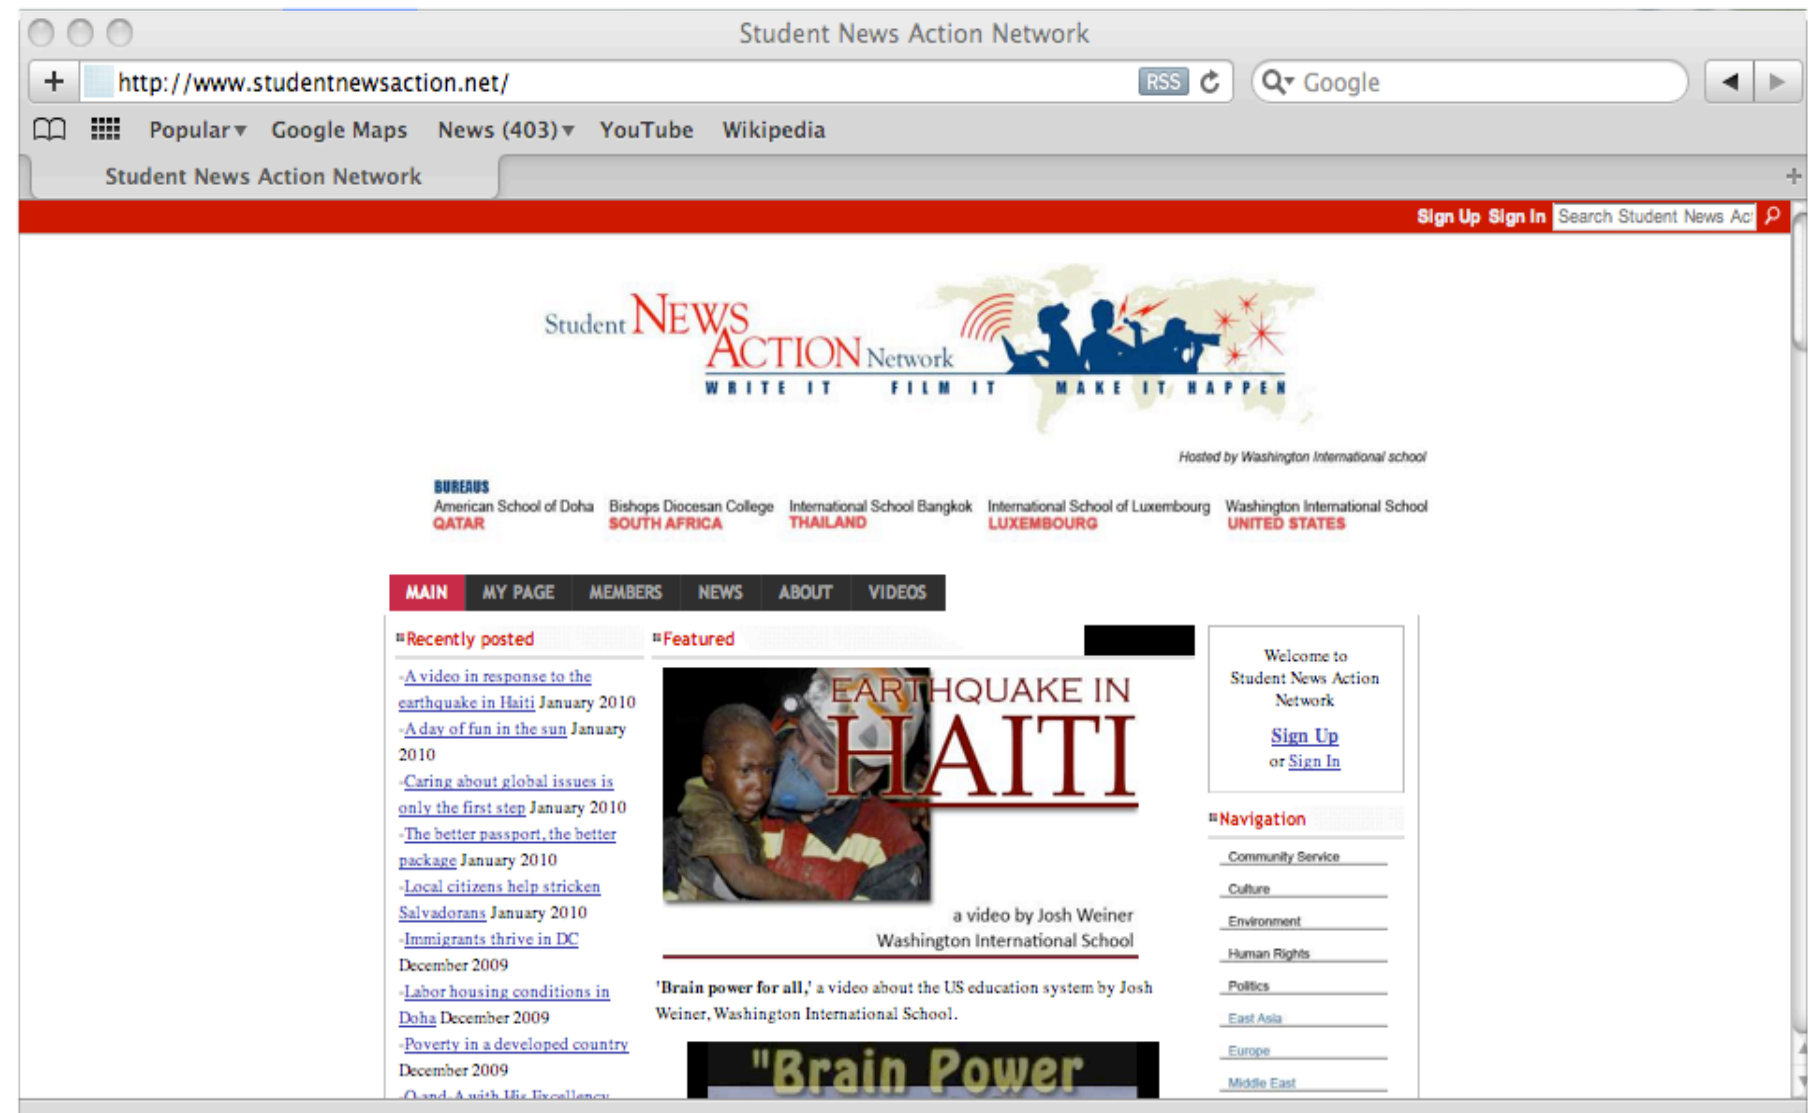 Student News Action Network
http://www.studentnewsaction.net/ RSS Google
Popular Google Maps News (403) YouTube Wikipedia
Student News Action Network
Sign Up Sign In Search Student News Ac
Student NEWS
ACTION Network
WRITE IT FILM IT MAKE IT HAPPEN
Hosted by Washington International school
BUREAUS
American School of Doha Bishops Diocesan College International School Bangkok International School of Luxembourg Washington International School
QATAR SOUTH AFRICA THAILAND LUXEMBOURG UNITED STATES
MAIN MY PAGE MEMBERS NEWS ABOUT VIDEOS
Recently posted
-A video in response to the
earthquake in Haiti January 2010
-A day of fun in the sun January
2010
-Caring about global issues is
only the first step January 2010
-The better passport, the better
package January 2010
-Local citizens help stricken
Salvadorans January 2010
-Immigrants thrive in DC
December 2009
-Labor housing conditions in
Doha December 2009
-Poverty in a developed country
December 2009
-Q-and-A with His Excellency
Featured
EARTHQUAKE IN
HAITI
a video by Josh Weiner
Washington International School
'Brain power for all,' a video about the US education system by Josh
Weiner, Washington International School.
"Brain Power
Welcome to
Student News Action
Network
Sign Up
or Sign In
Navigation
Community Service
Culture
Environment
Human Rights
Politics
East Asia
Europe
Middle East